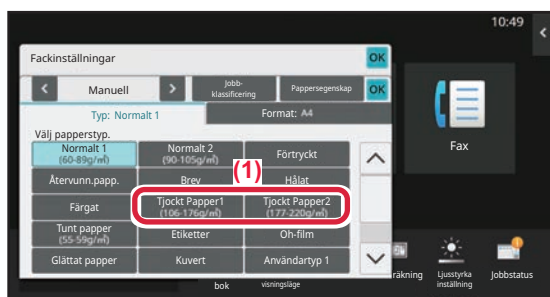 10:49
Fackinställningar
OK
Manuell
Jobb-
klassificering
Pappersegenskap
OK
Typ: Normalt 1
Format: A4
Välj papperstyp.
Normalt 1
(60-89g/㎡)
Normalt 2
(90-105g/㎡)
Förtryckt
Återvunn.papp.
Brev
(1)
Hålat
Färgat
Tjockt Papper1
(106-176g/㎡)
Tjockt Papper2
(177-220g/㎡)
Tunt papper
(55-59g/㎡)
Etiketter
Oh-film
Glättat papper
Kuvert
Användartyp 1
Fax
bok
visningsläge
räkning
Ljusstyrka
inställning
Jobbstatus